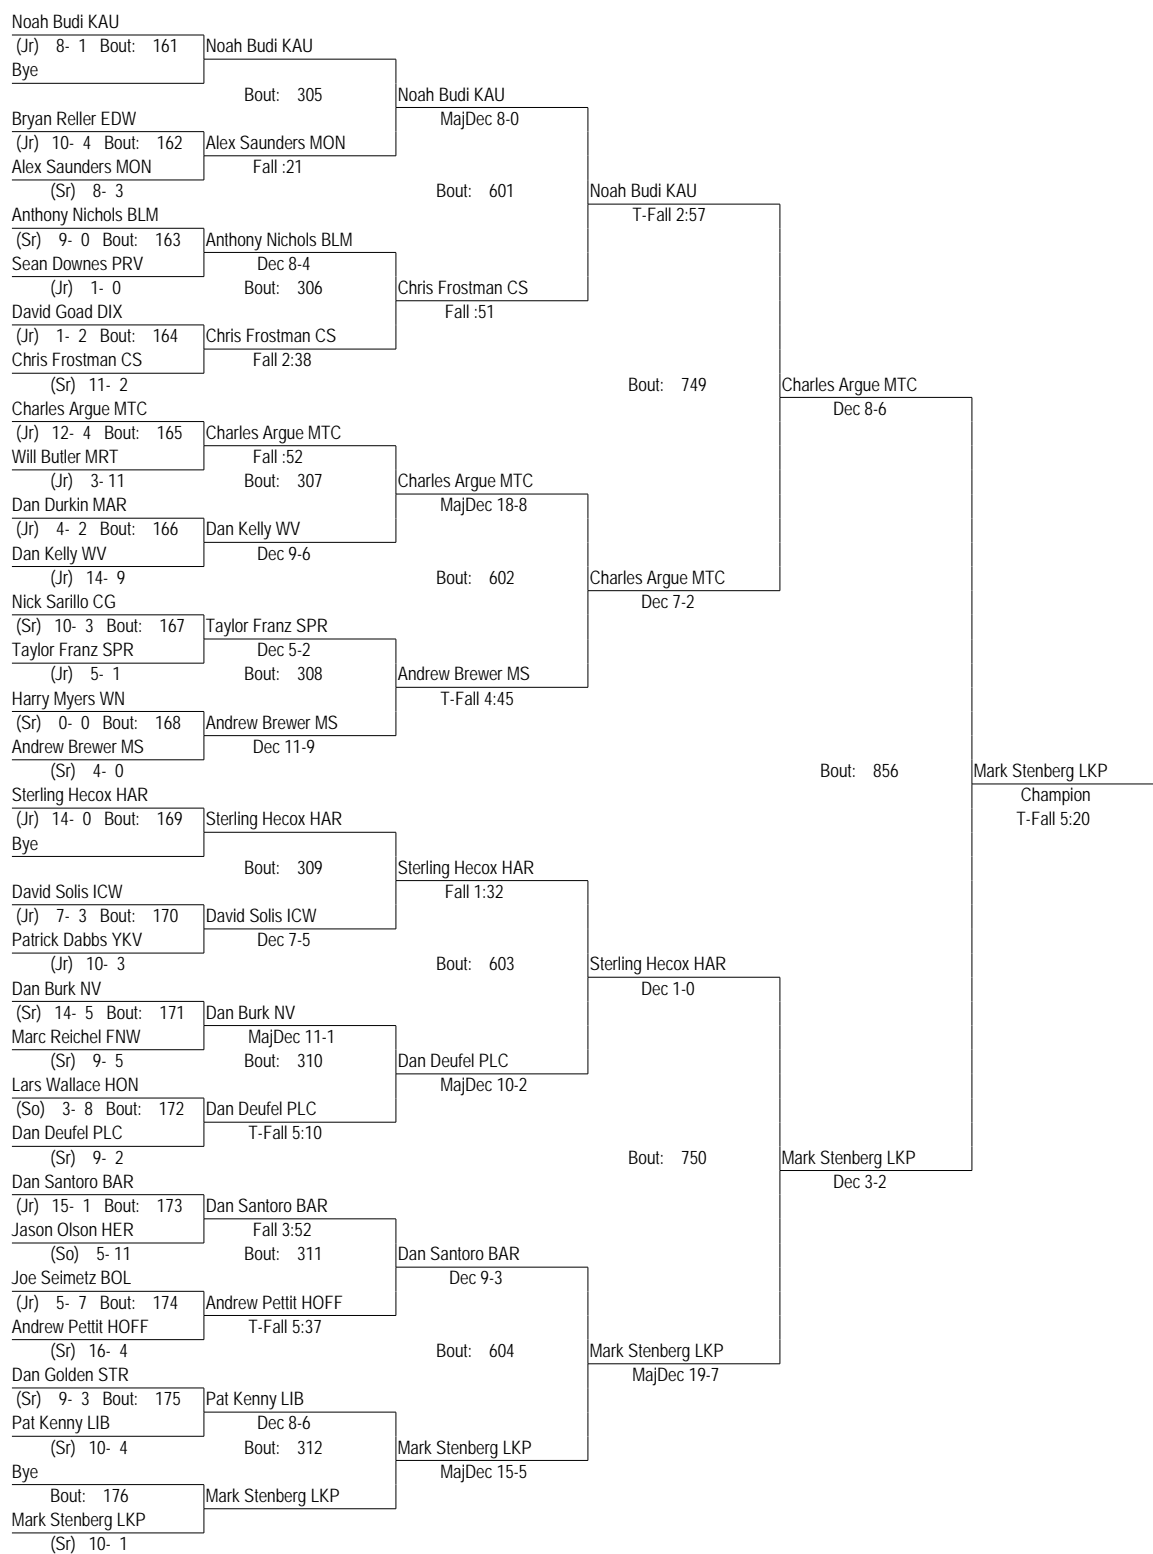 Noah Budi KAU
(Jr) 8- 1 Bout: 161 Noah Budi KAU
Bye
Bout: 305 Noah Budi KAU
Bryan Reller EDW MajDec 8-0
(Jr) 10- 4 Bout: 162 Alex Saunders MON
Alex Saunders MON Fall :21
(Sr) 8- 3 Bout: 601 Noah Budi KAU
Anthony Nichols BLM T-Fall 2:57
(Sr) 9- 0 Bout: 163 Anthony Nichols BLM
Sean Downes PRV Dec 8-4
(Jr) 1- 0 Bout: 306 Chris Frostman CS
David Goad DIX Fall :51
(Jr) 1- 2 Bout: 164 Chris Frostman CS
Chris Frostman CS Fall 2:38
(Sr) 11- 2 Bout: 749 Charles Argue MTC
Charles Argue MTC Dec 8-6
(Jr) 12- 4 Bout: 165 Charles Argue MTC
Will Butler MRT Fall :52
(Jr) 3- 11 Bout: 307 Charles Argue MTC
Dan Durkin MAR MajDec 18-8
(Jr) 4- 2 Bout: 166 Dan Kelly WV
Dan Kelly WV Dec 9-6
(Jr) 14- 9 Bout: 602 Charles Argue MTC
Nick Sarillo CG Dec 7-2
(Sr) 10- 3 Bout: 167 Taylor Franz SPR
Taylor Franz SPR Dec 5-2
(Jr) 5- 1 Bout: 308 Andrew Brewer MS
Harry Myers WN T-Fall 4:45
(Sr) 0- 0 Bout: 168 Andrew Brewer MS
Andrew Brewer MS Dec 11-9
(Sr) 4- 0 Bout: 856 Mark Stenberg LKP
Sterling Hecox HAR Champion
(Jr) 14- 0 Bout: 169 Sterling Hecox HAR T-Fall 5:20
Bye
Bout: 309 Sterling Hecox HAR
David Solis ICW Fall 1:32
(Jr) 7- 3 Bout: 170 David Solis ICW
Patrick Dabbs YKV Dec 7-5
(Jr) 10- 3 Bout: 603 Sterling Hecox HAR
Dan Burk NV Dec 1-0
(Sr) 14- 5 Bout: 171 Dan Burk NV
Marc Reichel FNW MajDec 11-1
(Sr) 9- 5 Bout: 310 Dan Deufel PLC
Lars Wallace HON MajDec 10-2
(So) 3- 8 Bout: 172 Dan Deufel PLC
Dan Deufel PLC T-Fall 5:10
(Sr) 9- 2 Bout: 750 Mark Stenberg LKP
Dan Santoro BAR Dec 3-2
(Jr) 15- 1 Bout: 173 Dan Santoro BAR
Jason Olson HER Fall 3:52
(So) 5- 11 Bout: 311 Dan Santoro BAR
Joe Seimetz BOL Dec 9-3
(Jr) 5- 7 Bout: 174 Andrew Pettit HOFF
Andrew Pettit HOFF T-Fall 5:37
(Sr) 16- 4 Bout: 604 Mark Stenberg LKP
Dan Golden STR MajDec 19-7
(Sr) 9- 3 Bout: 175 Pat Kenny LIB
Pat Kenny LIB Dec 8-6
(Sr) 10- 4 Bout: 312 Mark Stenberg LKP
Bye MajDec 15-5
Bout: 176 Mark Stenberg LKP
Mark Stenberg LKP
(Sr) 10- 1